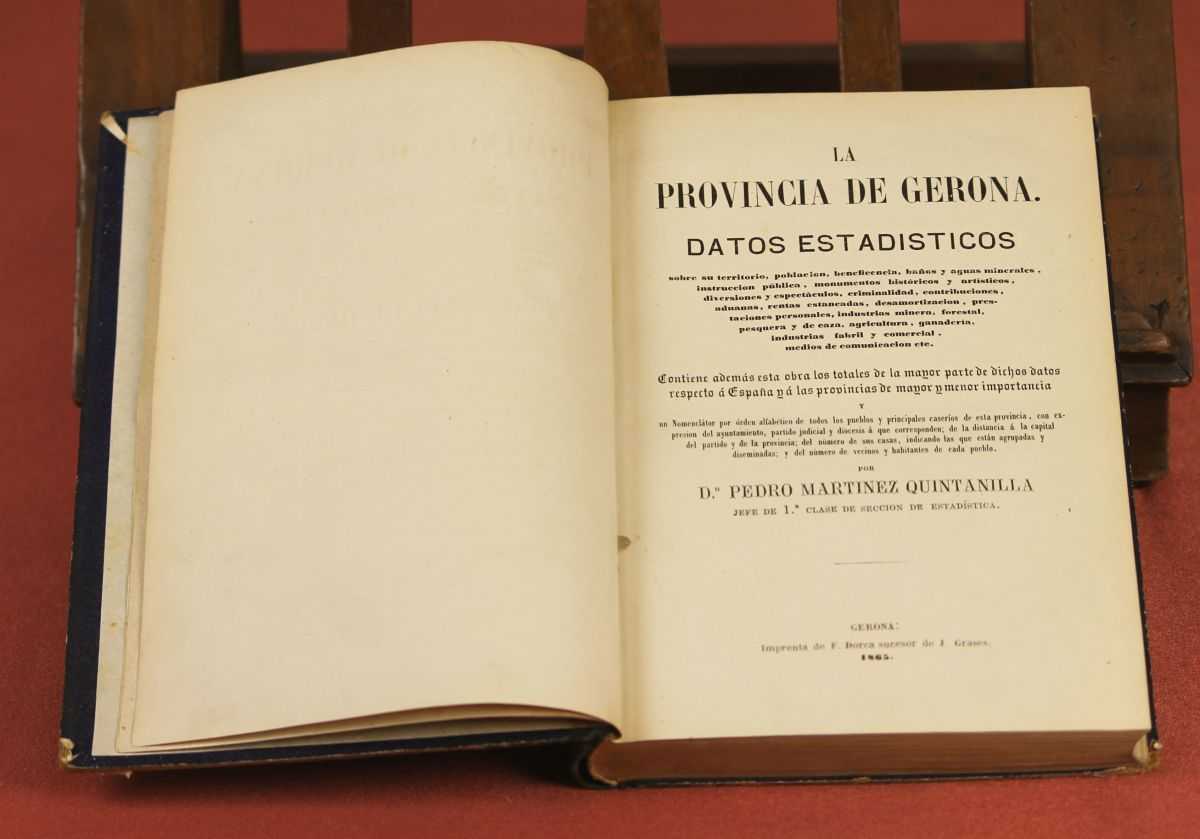 LA
PROVINCIA DE GERONA.
DATOS ESTADISTICOS
sobre su territorio, poblacion, beneficencia, baños y aguas minerales,
instruccion pública, monumentos históricos y artísticos,
diversiones y espectáculos, criminalidad, contribuciones,
aduanas, rentas estancadas, desamortizacion, pres-
taciones personales, industrias minera, forestal,
pesquera y de caza, agricultura, ganadería,
industrias fabril y comercial,
medios de comunicacion etc.
Contiene además esta obra los totales de la mayor parte de dichos datos
respecto á España y á las provincias de mayor y menor importancia
Y
un Nomenclátor por órden alfabético de todos los pueblos y principales caseríos de esta provincia, con ex-
presion del ayuntamiento, partido judicial y diocesis á que corresponden; de la distancia á la capital
del partido y de la provincia; del número de sus casas, indicando las que están agrupadas y
diseminadas; y del número de vecinos y habitantes de cada pueblo.
POR
D.ⁿ PEDRO MARTINEZ QUINTANILLA
JEFE DE 1.ª CLASE DE SECCION DE ESTADÍSTICA.
GERONA:
Imprenta de F. Dorca sucesor de J. Grases.
1865.